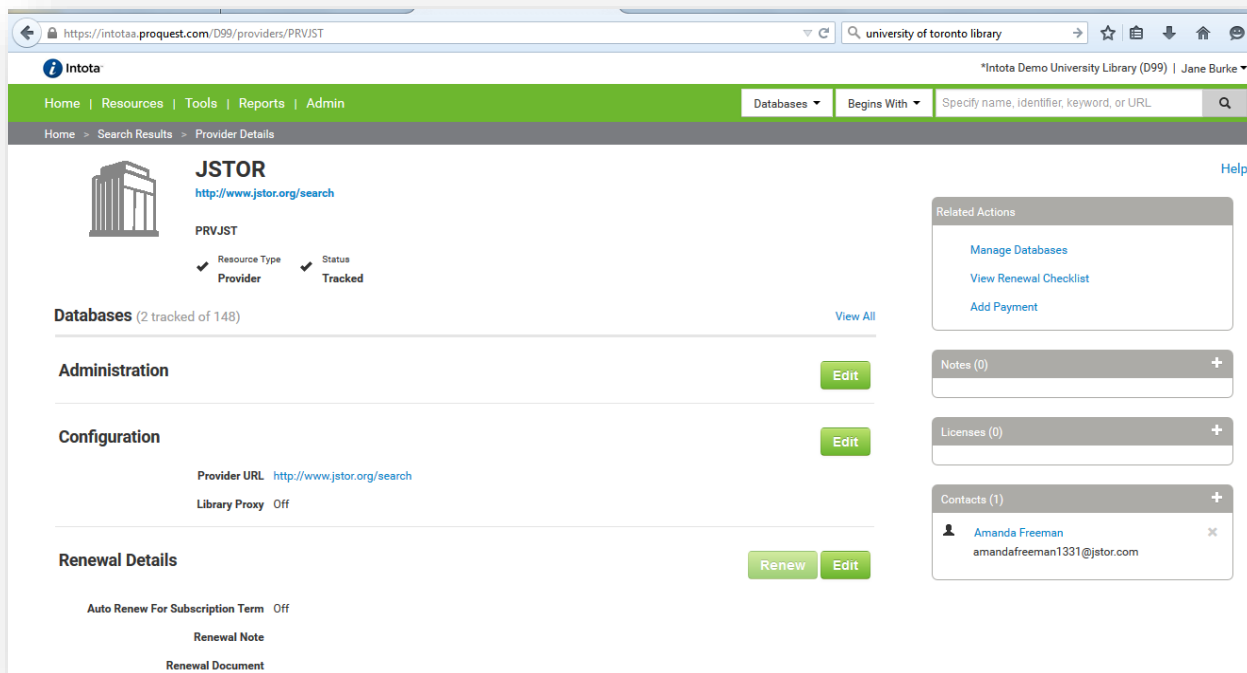 https://intotaa.proquest.com/D99/providers/PRVJST
university of toronto library
i Intota
*Intota Demo University Library (D99) | Jane Burke
Home | Resources | Tools | Reports | Admin
Databases
Begins With
Specify name, identifier, keyword, or URL
Home > Search Results > Provider Details
JSTOR
http://www.jstor.org/search
PRVJST
Resource Type
Provider
Status
Tracked
Help
Databases (2 tracked of 148)
View All
Administration
Edit
Configuration
Edit
Provider URL http://www.jstor.org/search
Library Proxy Off
Renewal Details
Renew
Edit
Auto Renew For Subscription Term Off
Renewal Note
Renewal Document
Related Actions
Manage Databases
View Renewal Checklist
Add Payment
Notes (0) +
Licenses (0) +
Contacts (1) +
Amanda Freeman
amandafreeman1331@jstor.com